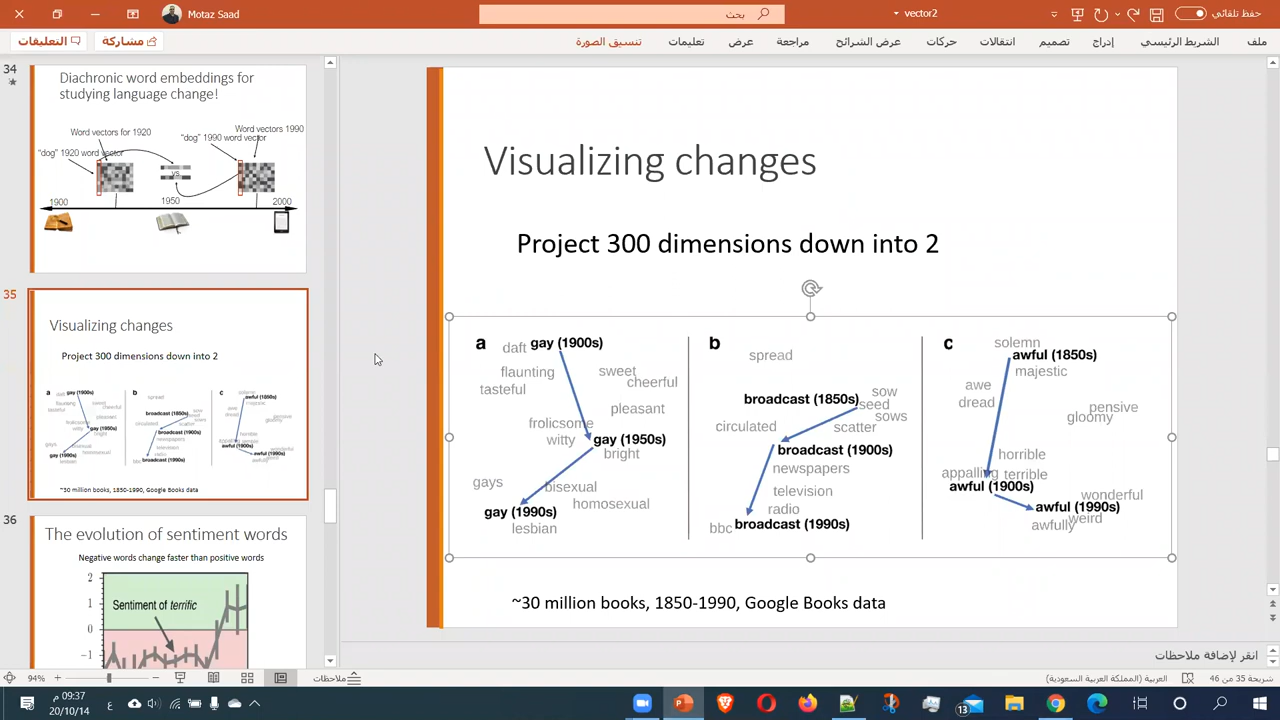 Motaz Saad
بحث
vector2
حفظ تلقائي
ملف
الشريط الرئيسي
إدراج
تصميم
انتقالات
حركات
عرض الشرائح
مراجعة
عرض
تعليمات
تنسيق الصورة
مشاركة
التعليقات
34
Diachronic word embeddings for
studying language change!
Word vectors for 1920
Word vectors 1990
"dog" 1990 word vector
"dog" 1920 word vector
vs.
1900
1950
2000
35
Visualizing changes
Project 300 dimensions down into 2
~30 million books, 1850-1990, Google Books data
36
The evolution of sentiment words
Negative words change faster than positive words
Sentiment of terrific
2
1
0
−1
Visualizing changes
Project 300 dimensions down into 2
a
daft
gay (1900s)
flaunting
sweet
tasteful
cheerful
pleasant
frolicsome
witty
gay (1950s)
bright
gays
bisexual
homosexual
gay (1990s)
lesbian
b
spread
broadcast (1850s)
sow
seed
sows
circulated
scatter
broadcast (1900s)
newspapers
television
radio
bbc
broadcast (1990s)
c
solemn
awful (1850s)
majestic
awe
dread
pensive
gloomy
horrible
appalling
terrible
awful (1900s)
wonderful
awful (1990s)
weird
awfully
~30 million books, 1850-1990, Google Books data
انقر لإضافة ملاحظات
شريحة 35 من 46
العربية (المملكة العربية السعودية)
ملاحظات
94%
09:37 م
20/10/14
ع
13